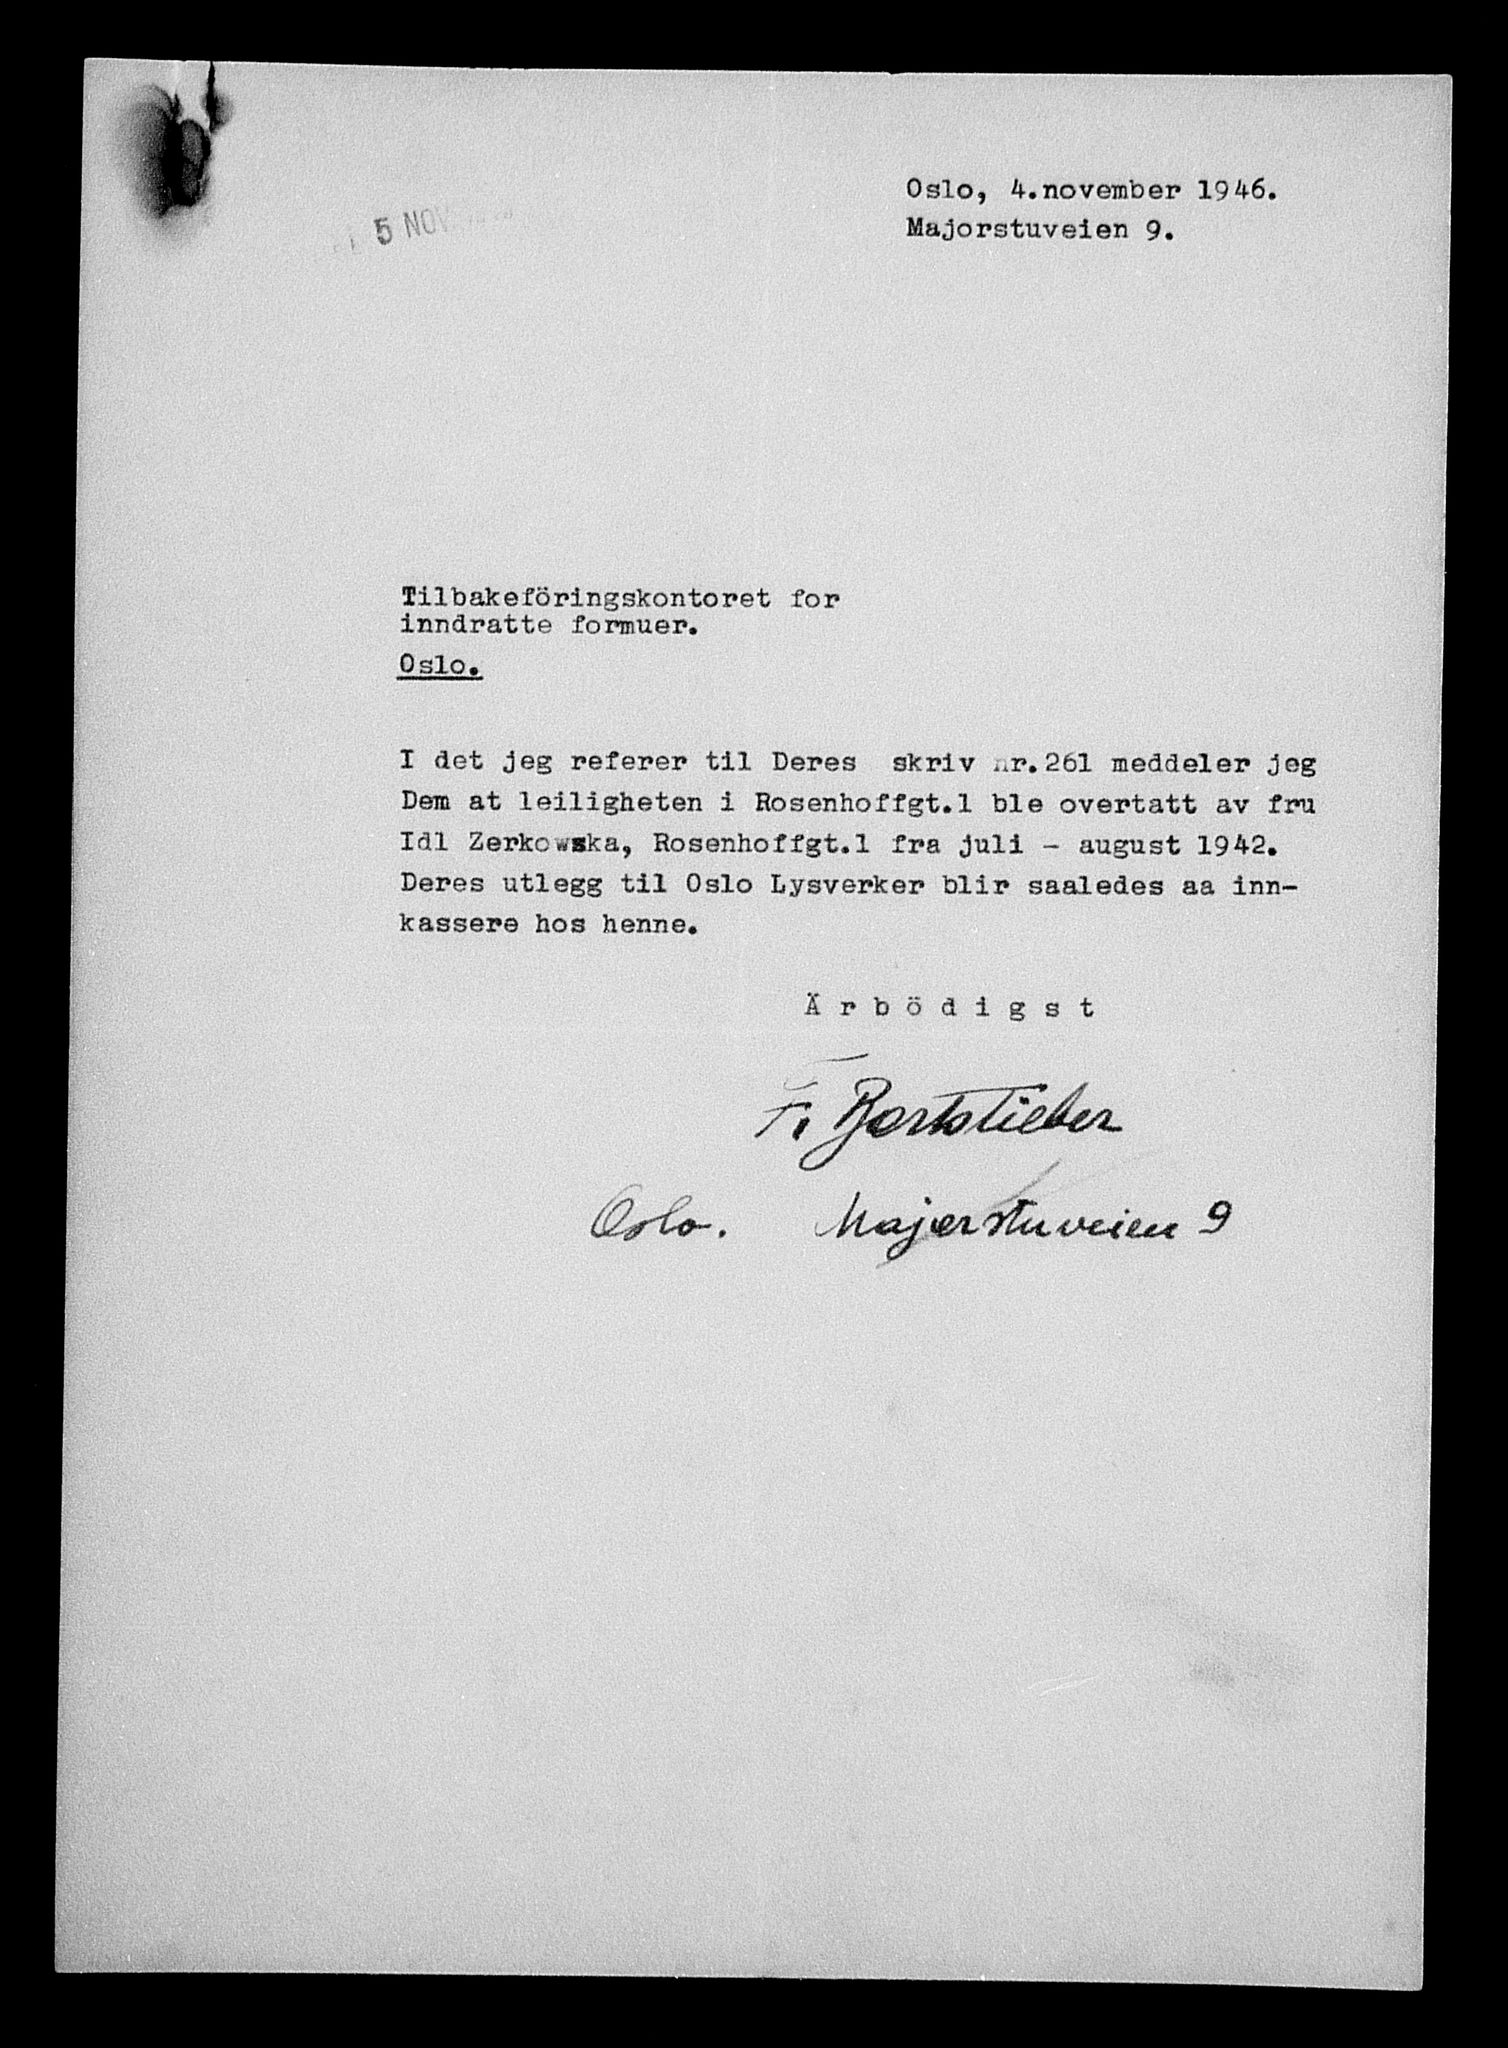 Oslo, 4.november 1946.
Majorstuveien 9.
5 NOV
Tilbakeföringskontoret for
inndratte formuer.
Oslo.
I det jeg referer til Deres skriv nr.261 meddeler jeg
Dem at leiligheten i Rosenhoffgt.1 ble overtatt av fru
Idl Zerkowska, Rosenhoffgt.1 fra juli - august 1942.
Deres utlegg til Oslo Lysverker blir saaledes aa inn-
kassere hos henne.
Ärbödigst
F.
Oslo. Majorstuveien 9